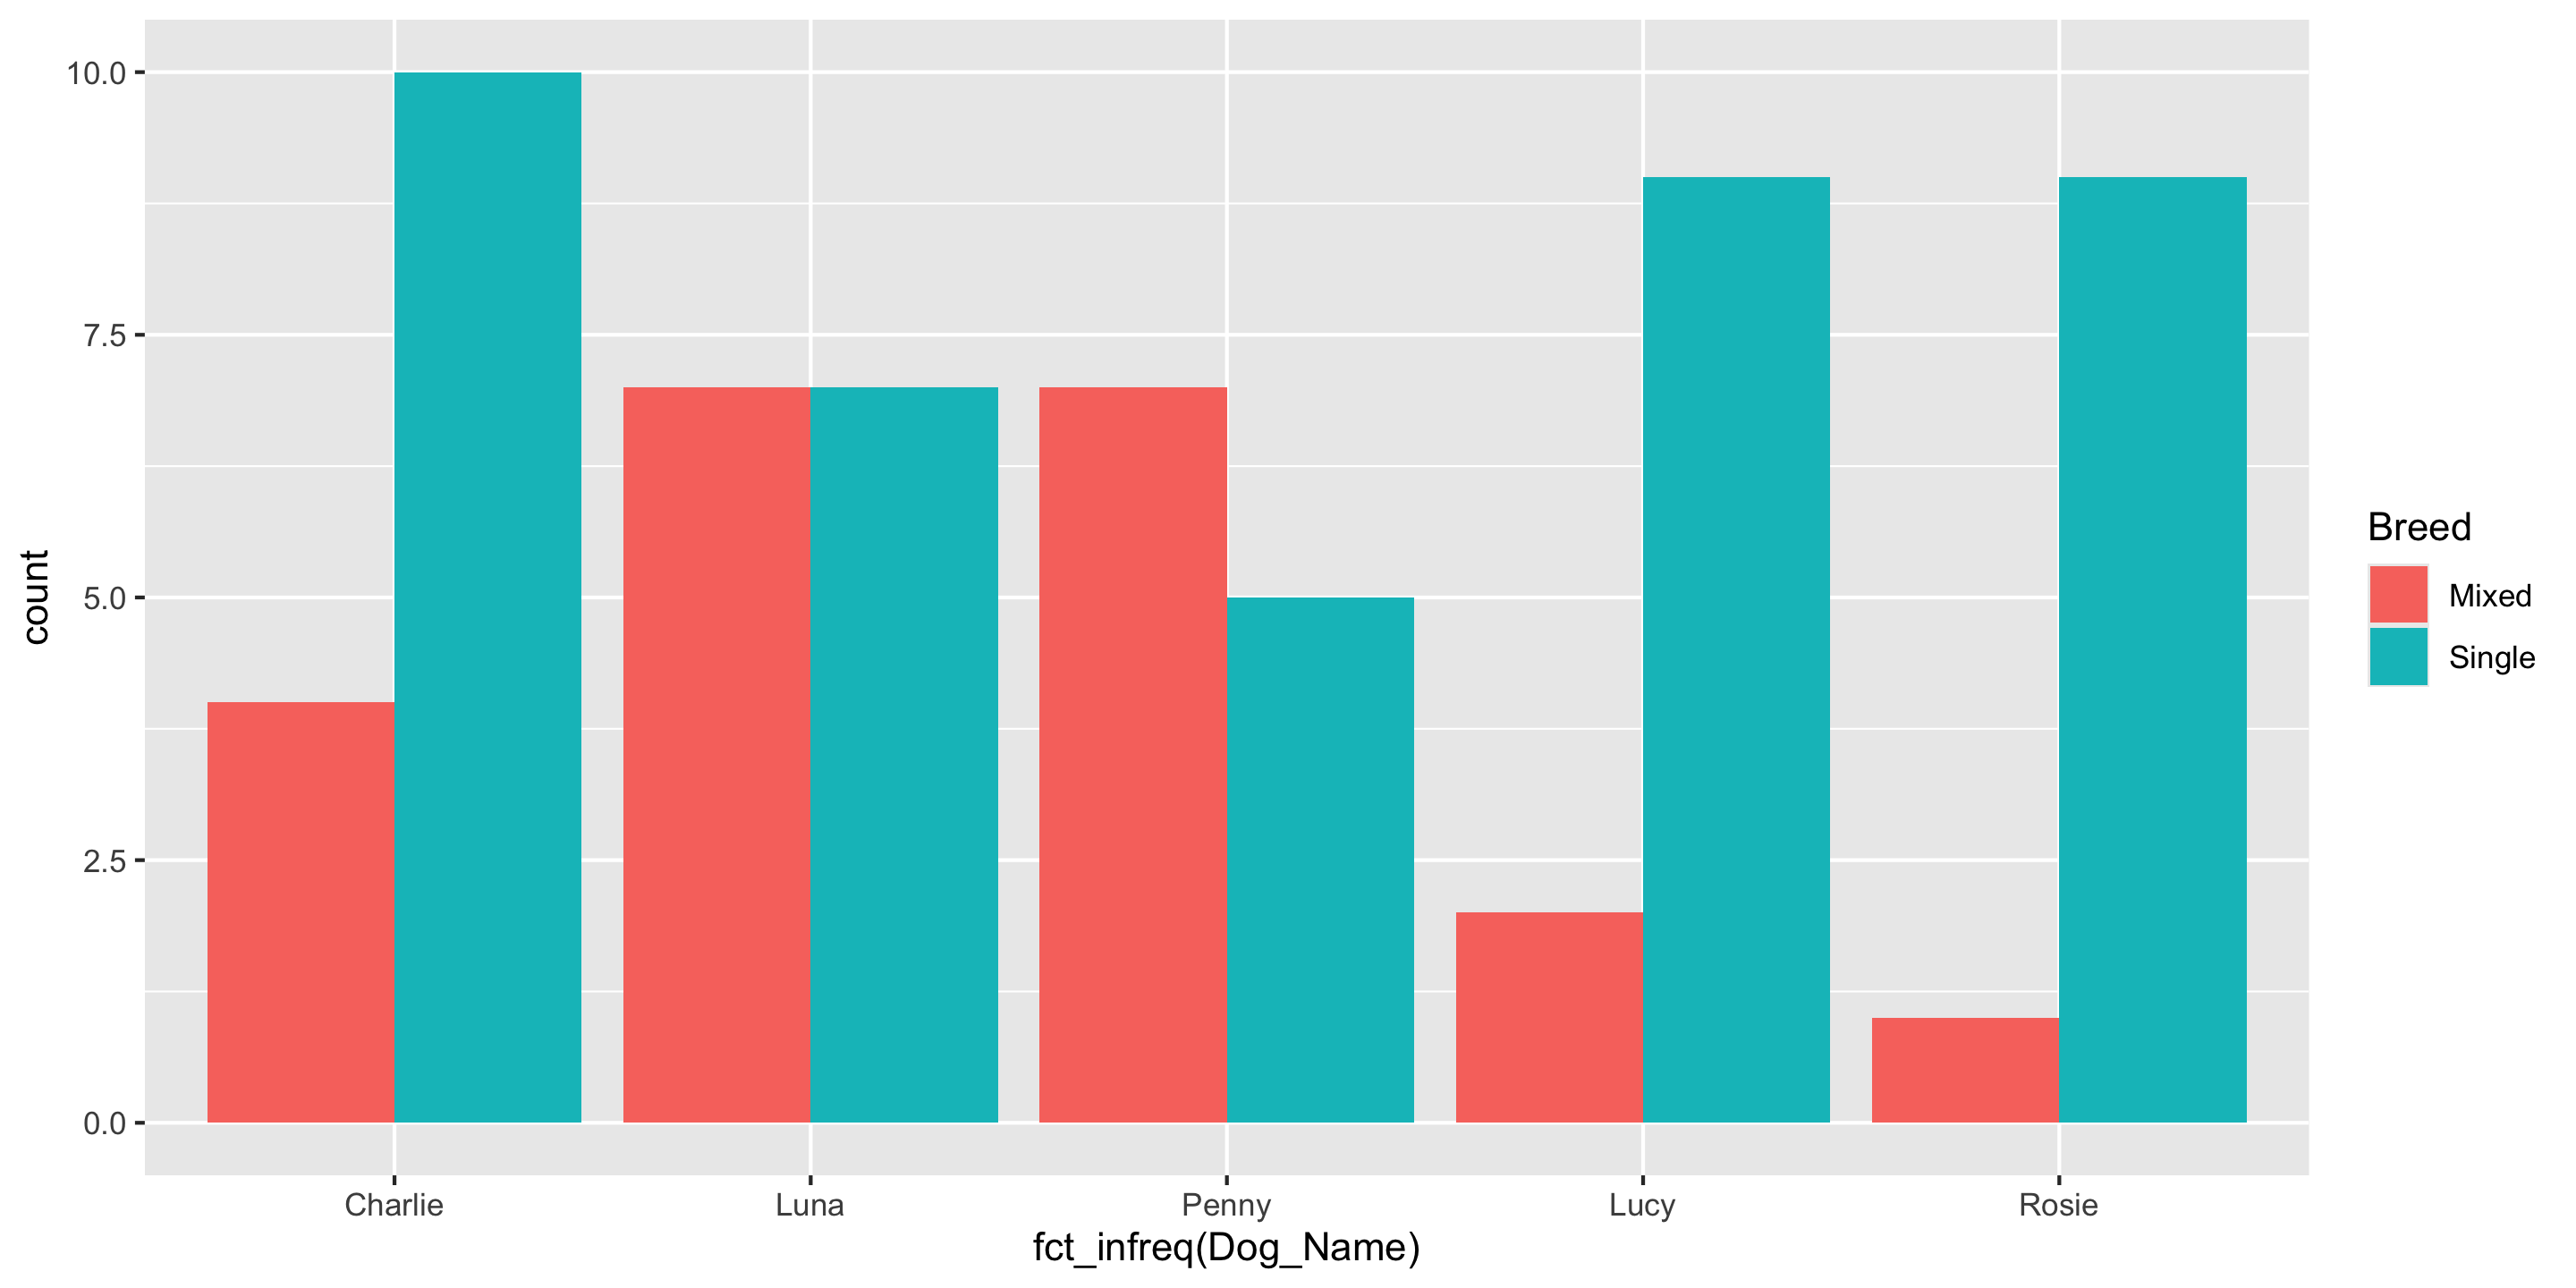 10.0
7.5
5.0
2.5
0.0
count
Charlie Luna Penny Lucy Rosie
fct_infreq(Dog_Name)
Breed
Mixed
Single